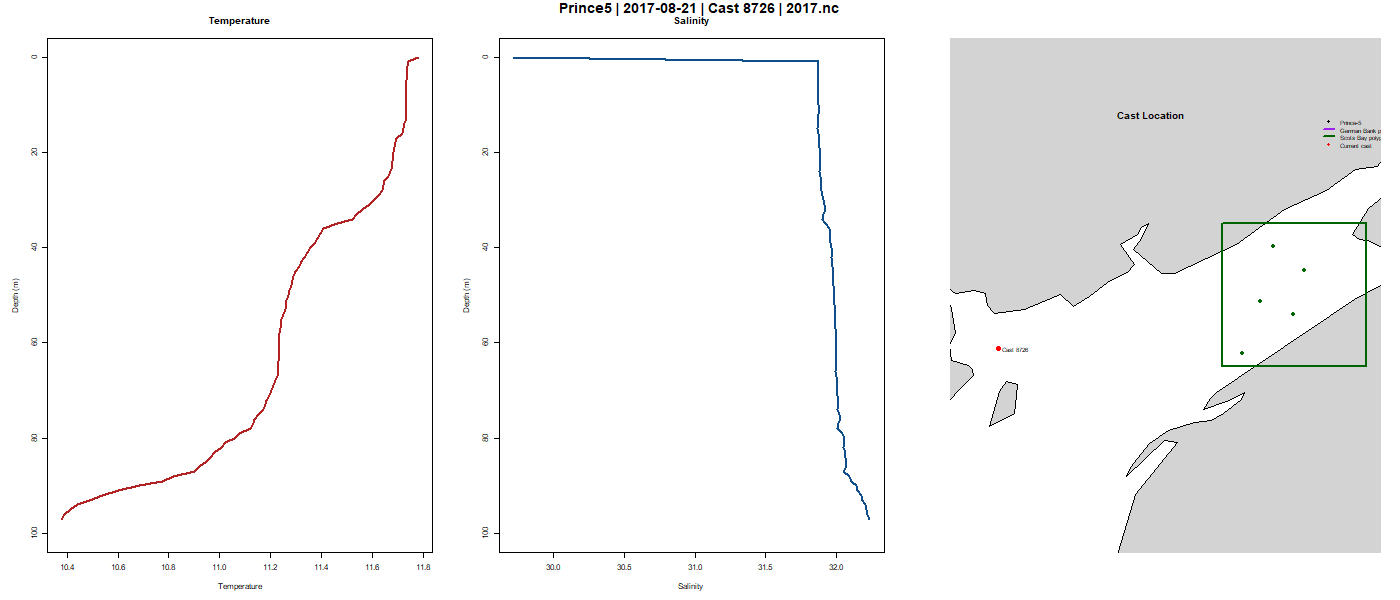 Prince5 | 2017-08-21 | Cast 8726 | 2017.nc
Temperature
0
20
40
60
80
100
Depth (m)
10.4 10.6 10.8 11.0 11.2 11.4 11.6 11.8
Temperature
Salinity
0
20
40
60
80
100
Depth (m)
30.0 30.5 31.0 31.5 32.0
Salinity
Cast Location
Prince-5
German Bank p
Scots Bay polyg
Current cast
Cast 8726